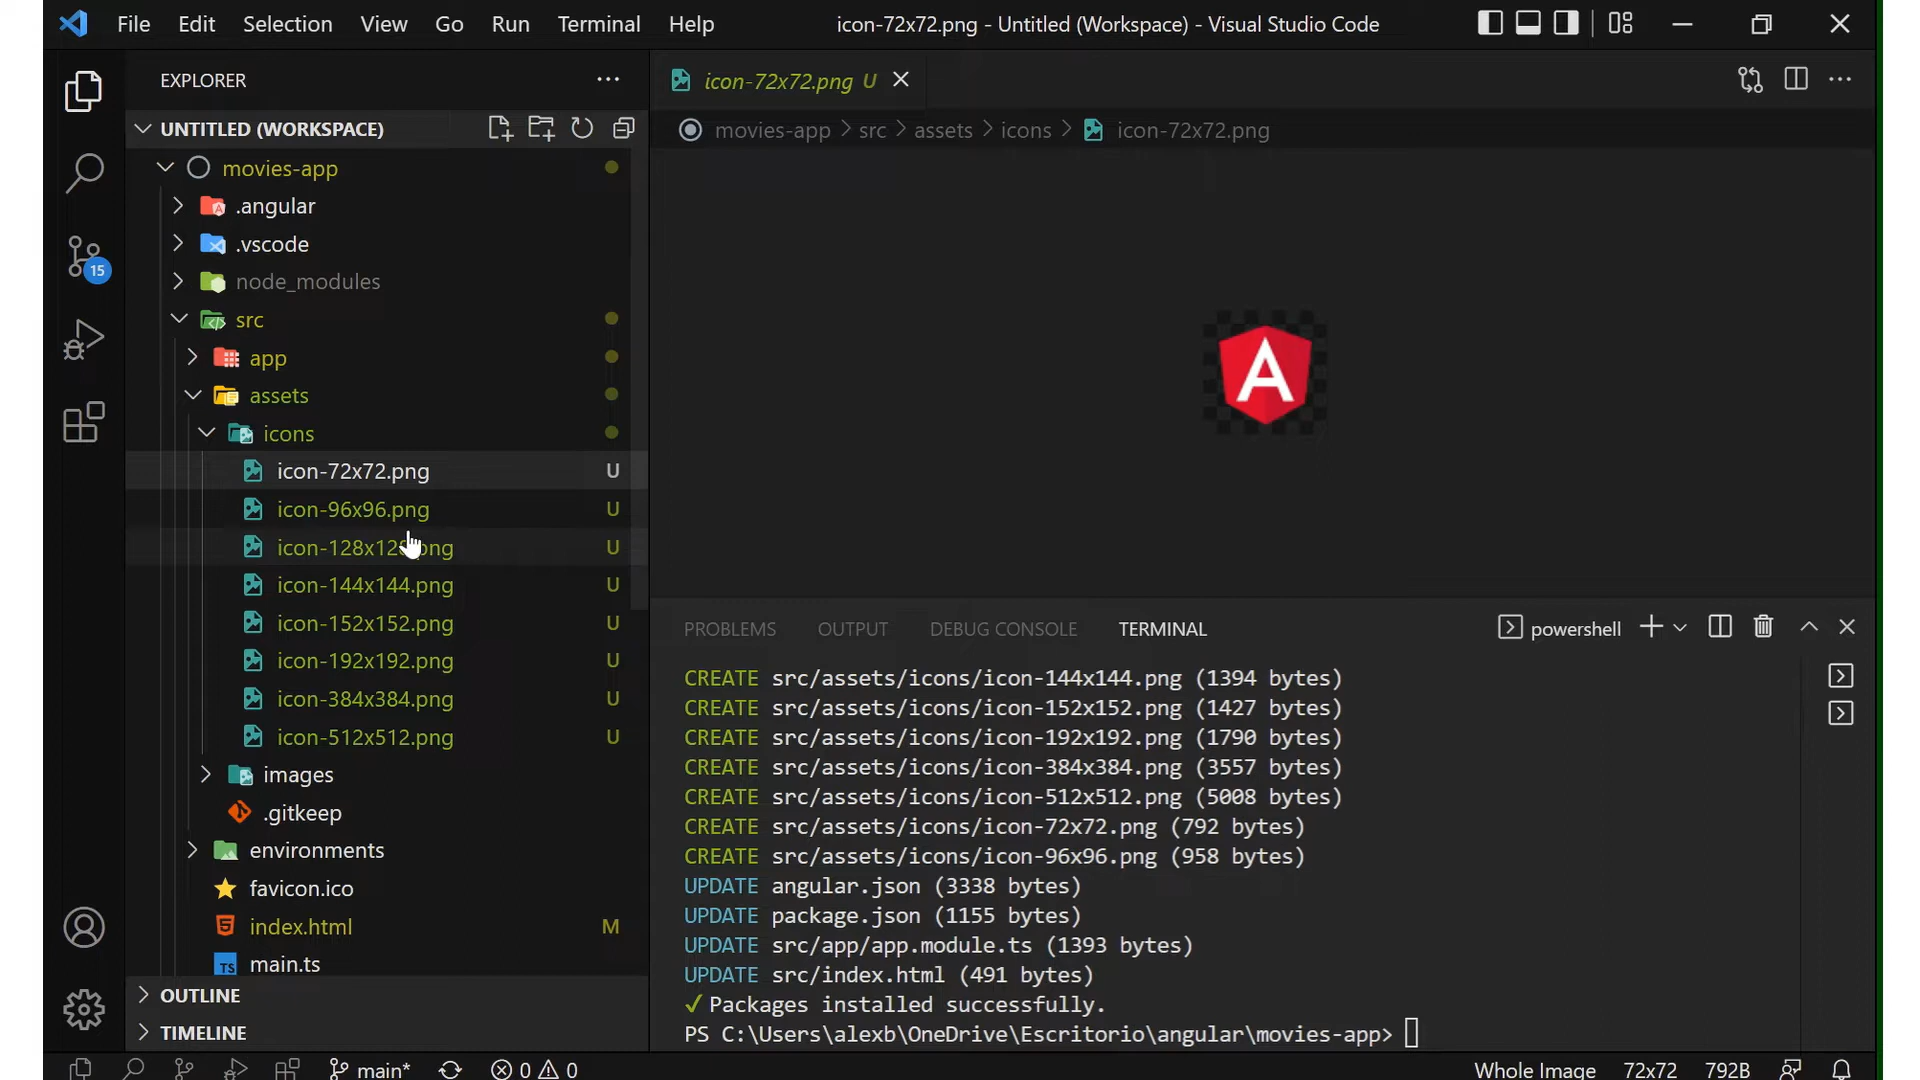 File Edit Selection View Go Run Terminal Help
icon-72x72.png - Untitled (Workspace) - Visual Studio Code
EXPLORER
UNTITLED (WORKSPACE)
movies-app
.angular
.vscode
node_modules
src
app
assets
icons
icon-72x72.png U
icon-96x96.png U
icon-128x128.png U
icon-144x144.png U
icon-152x152.png U
icon-192x192.png U
icon-384x384.png U
icon-512x512.png U
images
.gitkeep
environments
favicon.ico
index.html M
main.ts
OUTLINE
TIMELINE
15
icon-72x72.png U
movies-app > src > assets > icons > icon-72x72.png
A
PROBLEMS OUTPUT DEBUG CONSOLE TERMINAL
powershell
CREATE src/assets/icons/icon-144x144.png (1394 bytes)
CREATE src/assets/icons/icon-152x152.png (1427 bytes)
CREATE src/assets/icons/icon-192x192.png (1790 bytes)
CREATE src/assets/icons/icon-384x384.png (3557 bytes)
CREATE src/assets/icons/icon-512x512.png (5008 bytes)
CREATE src/assets/icons/icon-72x72.png (792 bytes)
CREATE src/assets/icons/icon-96x96.png (958 bytes)
UPDATE angular.json (3338 bytes)
UPDATE package.json (1155 bytes)
UPDATE src/app/app.module.ts (1393 bytes)
UPDATE src/index.html (491 bytes)
✓ Packages installed successfully.
PS C:\Users\alexb\OneDrive\Escritorio\angular\movies-app>
main* 0 0
Whole Image 72x72 792B